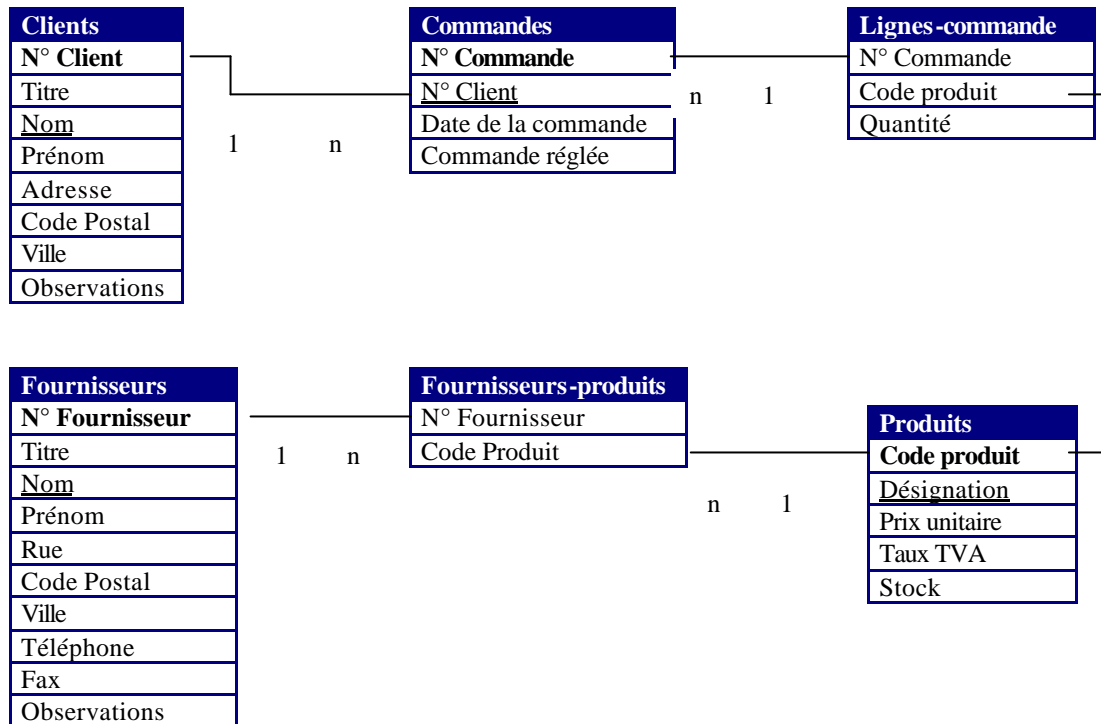 Clients
N° Client
Titre
Nom
Prénom
Adresse
Code Postal
Ville
Observations
1 n
Commandes
N° Commande
N° Client
Date de la commande
Commande réglée
n 1
Lignes-commande
N° Commande
Code produit
Quantité
Fournisseurs
N° Fournisseur
Titre
Nom
Prénom
Rue
Code Postal
Ville
Téléphone
Fax
Observations
1 n
Fournisseurs-produits
N° Fournisseur
Code Produit
n 1
Produits
Code produit
Désignation
Prix unitaire
Taux TVA
Stock